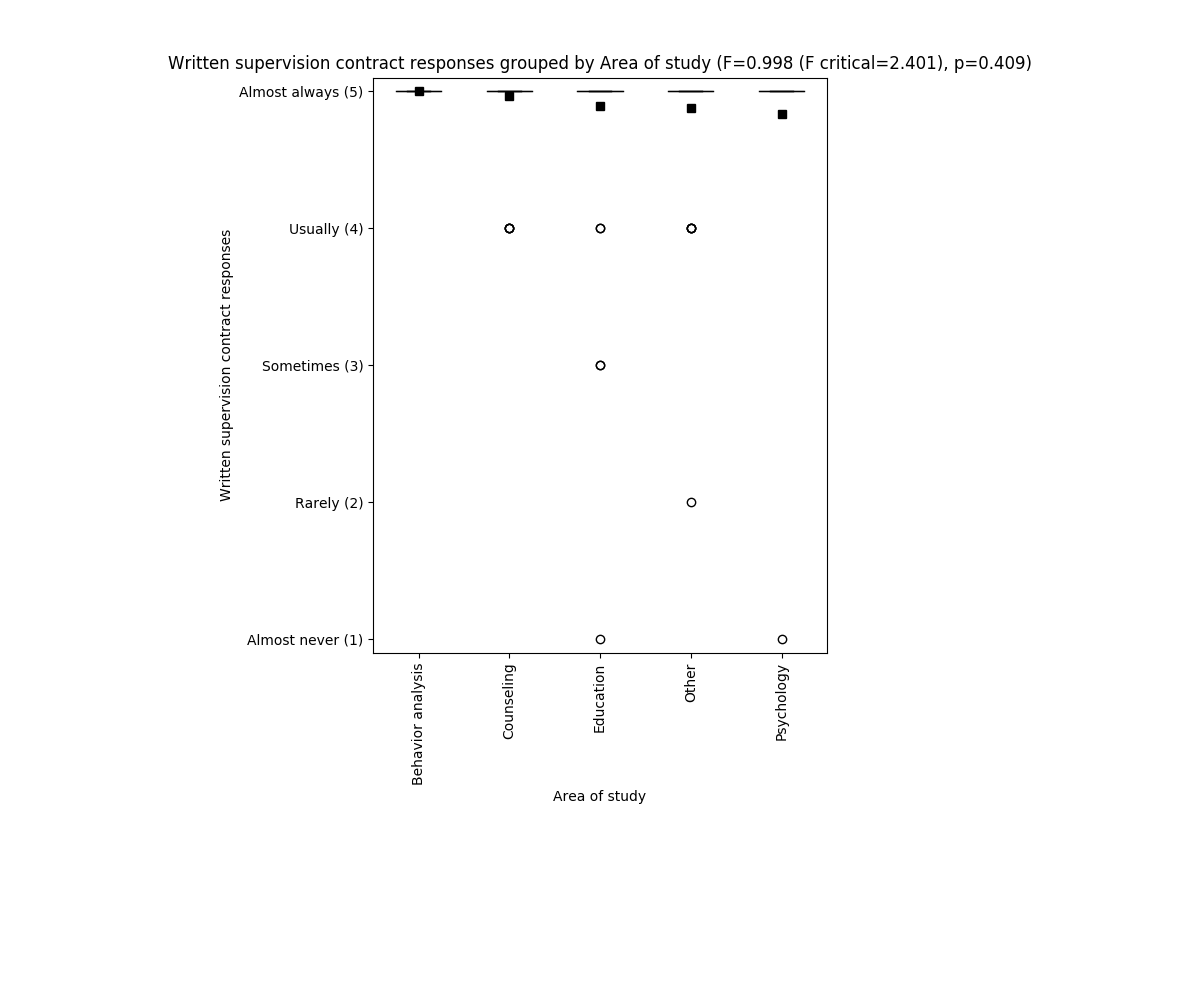 Written supervision contract responses grouped by Area of study (F=0.998 (F critical=2.401), p=0.409)
Almost always (5)
Usually (4)
Sometimes (3)
Rarely (2)
Almost never (1)
Written supervision contract responses
Behavior analysis
Counseling
Education
Other
Psychology
Area of study